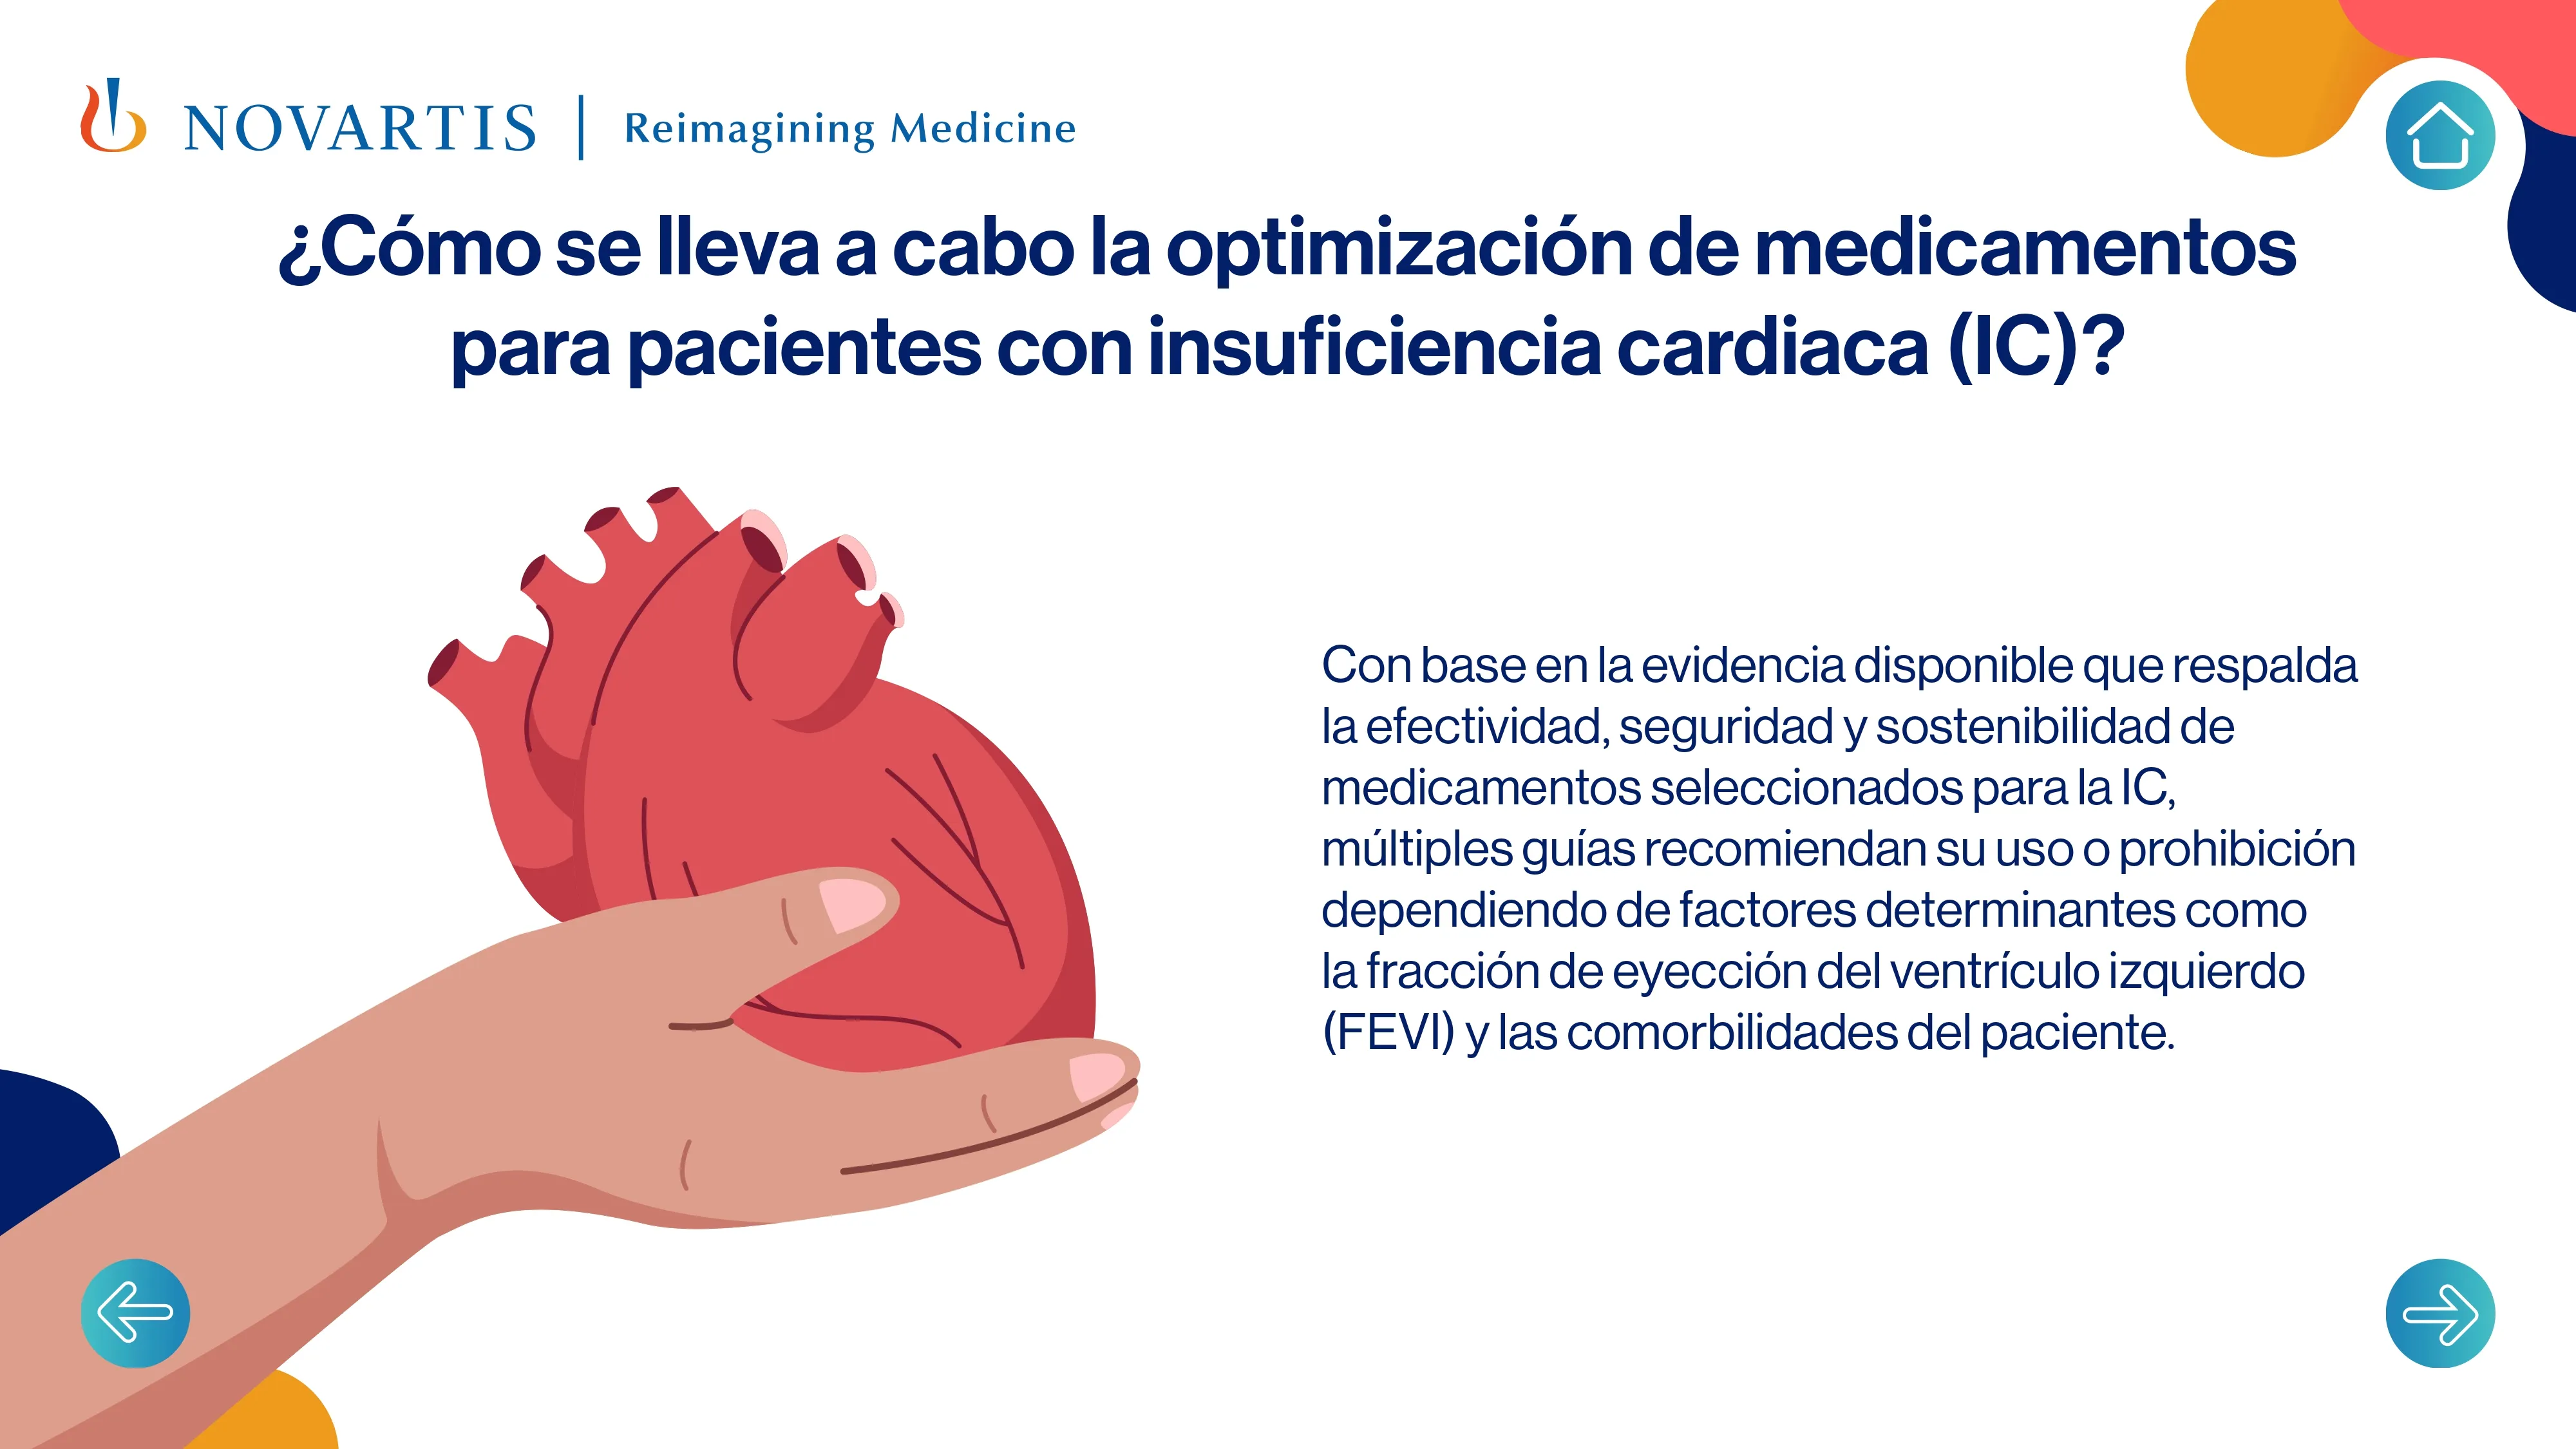 NOVARTIS | Reimagining Medicine
¿Cómo se lleva a cabo la optimización de medicamentos
para pacientes con insuficiencia cardiaca (IC)?
Con base en la evidencia disponible que respalda
la efectividad, seguridad y sostenibilidad de
medicamentos seleccionados para la IC,
múltiples guías recomiendan su uso o prohibición
dependiendo de factores determinantes como
la fracción de eyección del ventrículo izquierdo
(FEVI) y las comorbilidades del paciente.